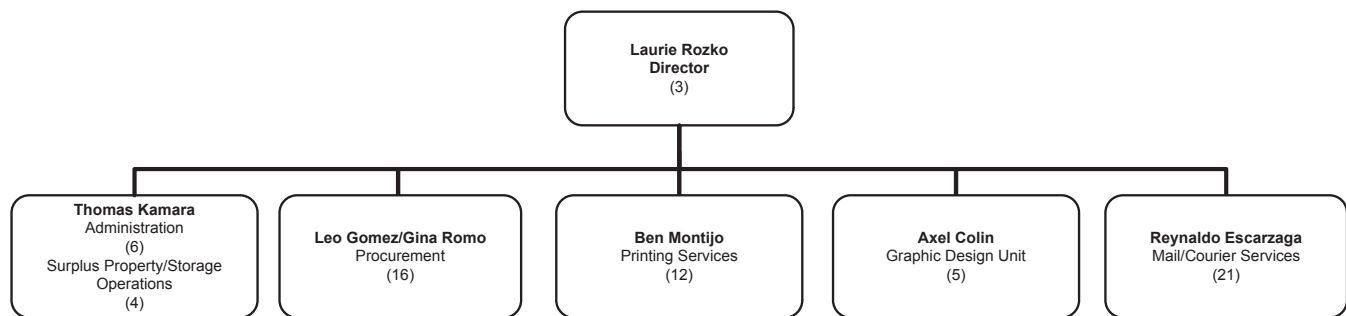 Laurie Rozko
Director
(3)
Thomas Kamara
Administration
(6)
Surplus Property/Storage
Operations
(4)
Leo Gomez/Gina Romo
Procurement
(16)
Ben Montijo
Printing Services
(12)
Axel Colin
Graphic Design Unit
(5)
Reynaldo Escarzaga
Mail/Courier Services
(21)